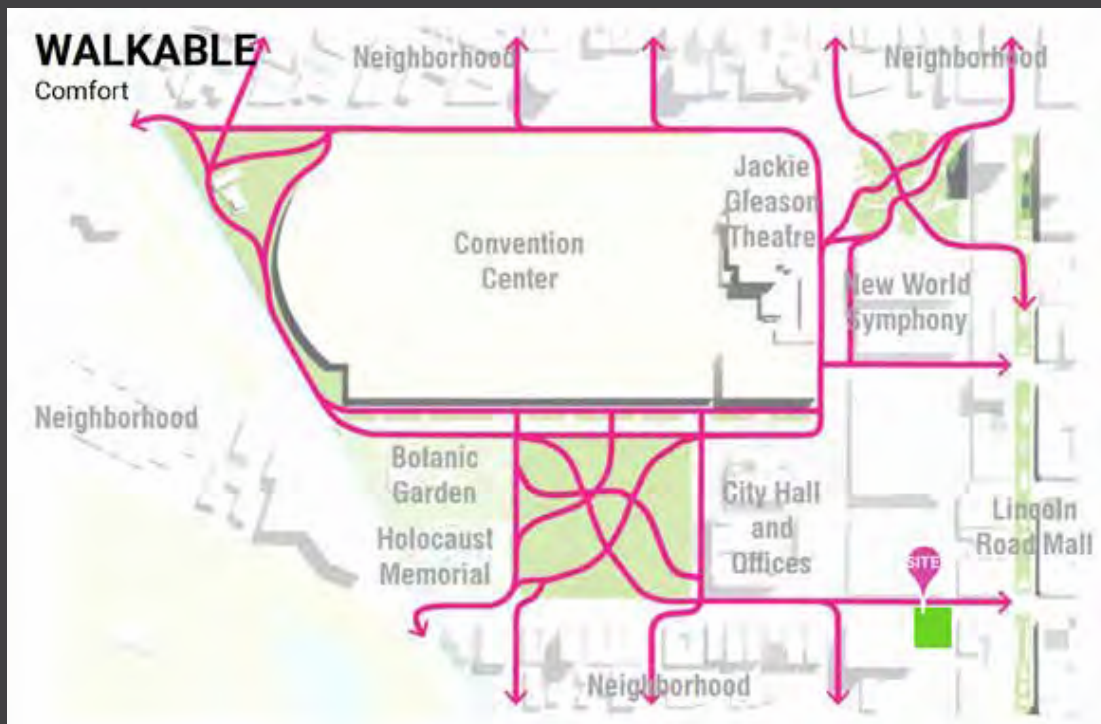 WALKABLE
Comfort
Neighborhood
Neighborhood
Jackie
Gleason
Theatre
Convention
Center
New World
Symphony
Neighborhood
Botanic
Garden
Holocaust
Memorial
City Hall
and
Offices
Lincoln
Road Mall
SITE
Neighborhood